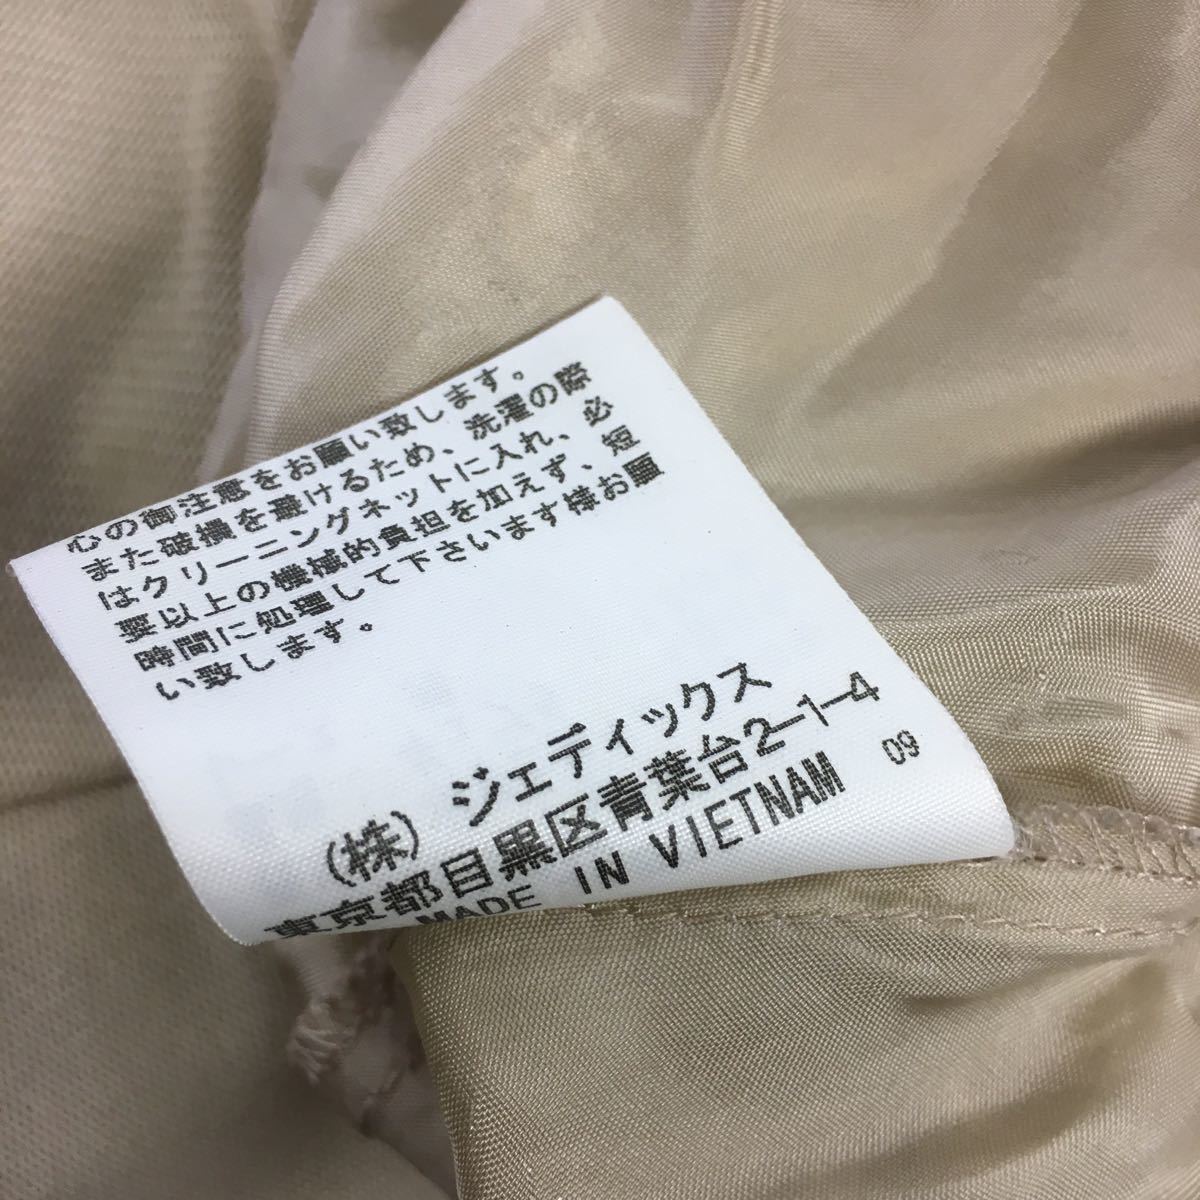 心の御注意をお願い致します。
また破損を避けるため、洗濯の際
はクリーニングネットに入れ、必
要以上の機械的負担を加えず、短
時間に処理して下さいます様お願
い致します。
(株) ジェディックス
東京都目黒区青葉台2-1-4
MADE IN VIETNAM 09